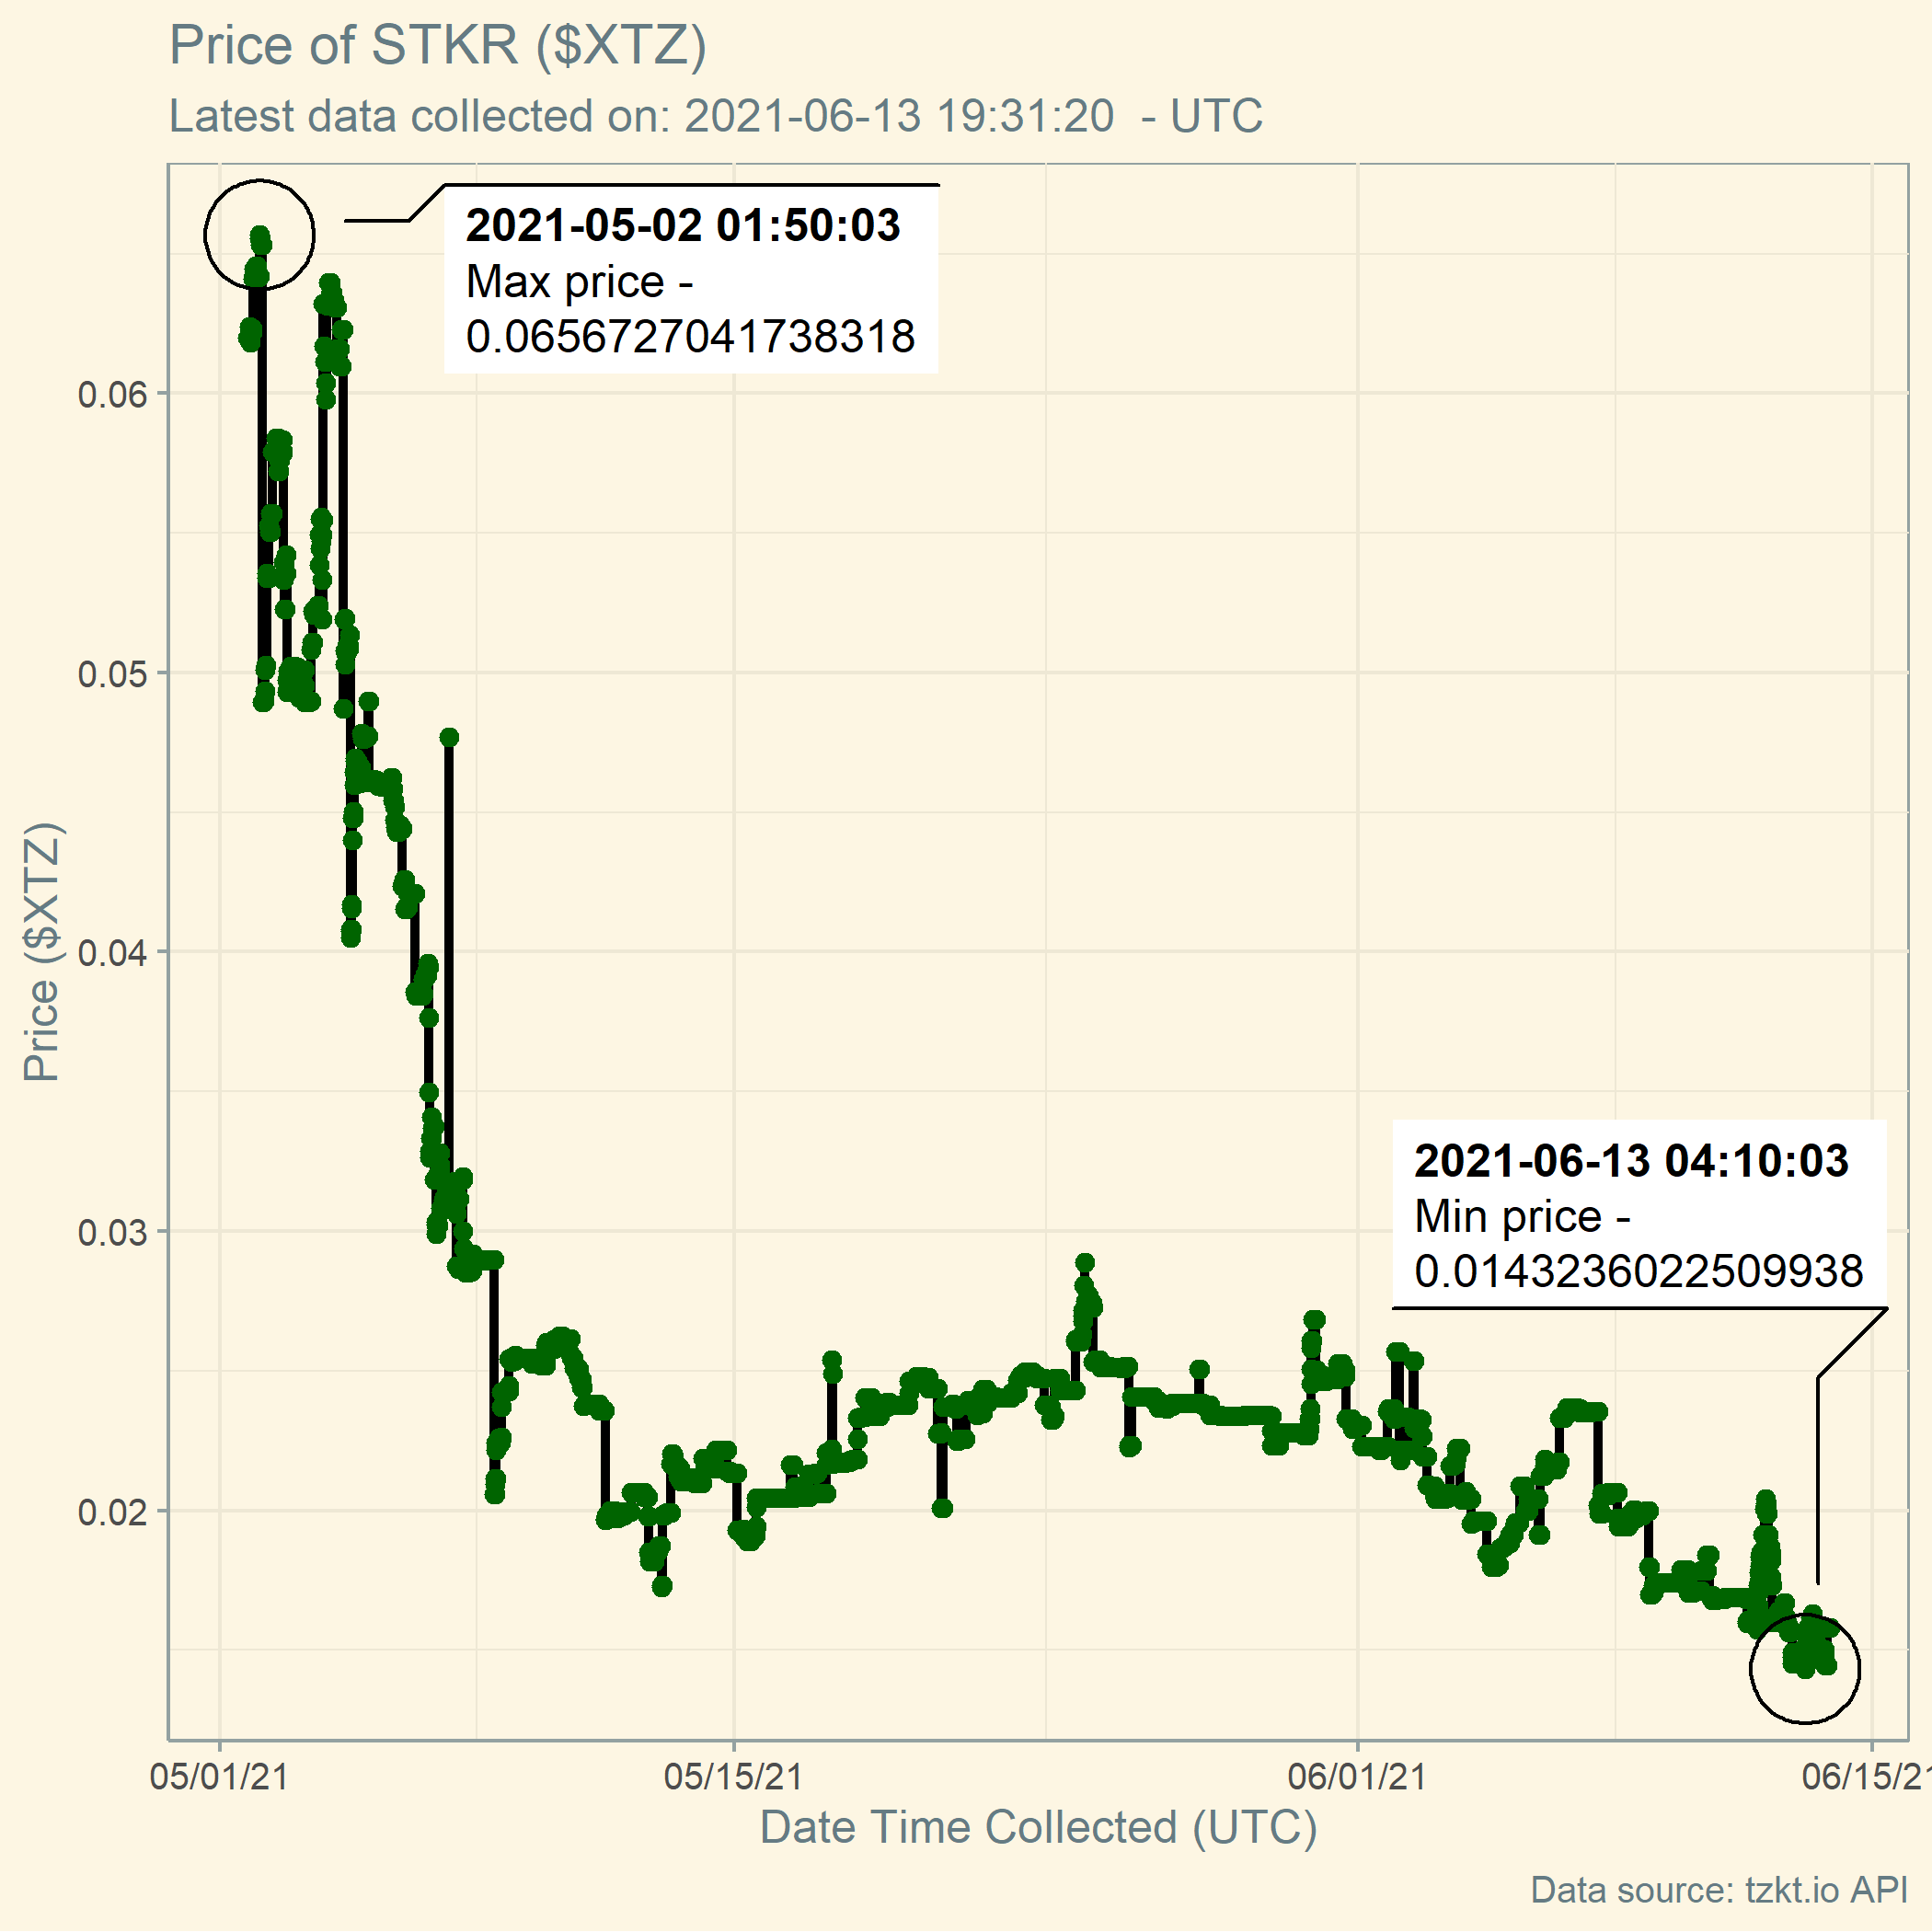 Price of STKR ($XTZ)
Latest data collected on: 2021-06-13 19:31:20  - UTC
2021-05-02 01:50:03
Max price -
0.0656727041738318
0.06
0.05
0.04
0.03
0.02
Price ($XTZ)
2021-06-13 04:10:03
Min price -
0.0143236022509938
05/01/21
05/15/21
06/01/21
06/15/21
Date Time Collected (UTC)
Data source: tzkt.io API